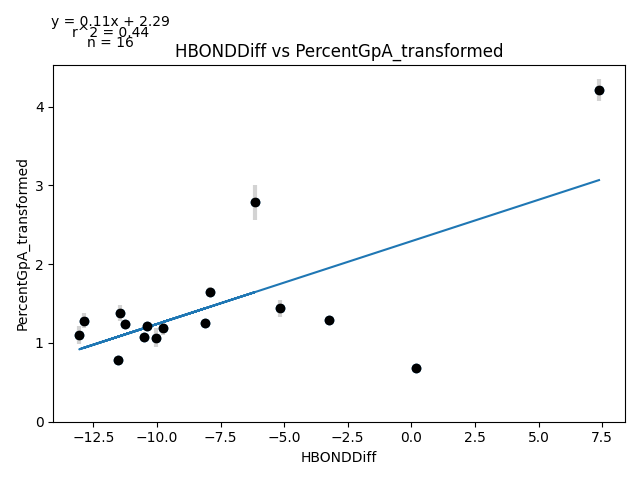 y = 0.11x + 2.29
r^2 = 0.44
n = 16
HBONDDiff vs PercentGpA_transformed
PercentGpA_transformed
4
3
2
1
0
−12.5 −10.0 −7.5 −5.0 −2.5 0.0 2.5 5.0 7.5
HBONDDiff